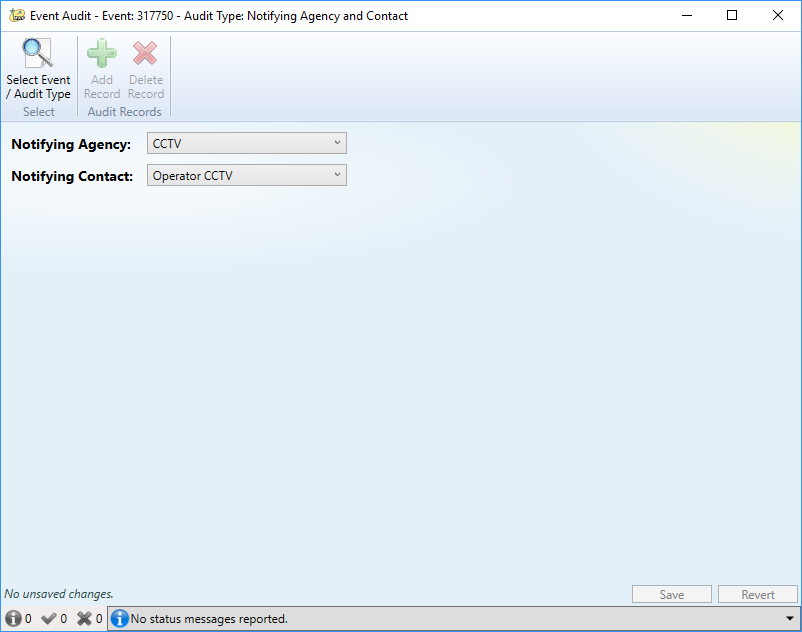 Event Audit - Event: 317750 - Audit Type: Notifying Agency and Contact
Select Event
/ Audit Type
Select
Add
Record
Delete
Record
Audit Records
Notifying Agency:
CCTV
Notifying Contact:
Operator CCTV
No unsaved changes.
Save
Revert
0
0
0
No status messages reported.